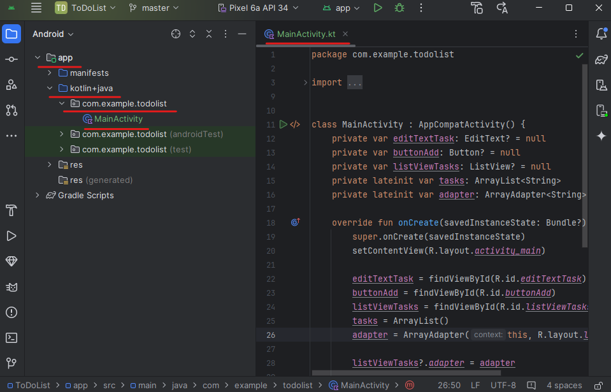 TD ToDoList master Pixel 6a API 34 app
Android
MainActivity.kt
app
manifests
kotlin+java
com.example.todolist
MainActivity
com.example.todolist (androidTest)
com.example.todolist (test)
res
res (generated)
Gradle Scripts
1 package com.example.todolist
2
3 import ...
9
10
11 class MainActivity : AppCompatActivity() {
12 private var editTextTask: EditText? = null
13 private var buttonAdd: Button? = null
14 private var listViewTasks: ListView? = null
15 private lateinit var tasks: ArrayList<String>
16 private lateinit var adapter: ArrayAdapter<String>
17
18 override fun onCreate(savedInstanceState: Bundle?)
19 super.onCreate(savedInstanceState)
20 setContentView(R.layout.activity_main)
21
22 editTextTask = findViewById(R.id.editTextTask)
23 buttonAdd = findViewById(R.id.buttonAdd)
24 listViewTasks = findViewById(R.id.listViewTasks
25 tasks = ArrayList()
26 adapter = ArrayAdapter( context: this, R.layout.
27
28 listViewTasks?.adapter = adapter
ToDoList app src main java com example todolist MainActivity 26:50 LF UTF-8 4 spaces